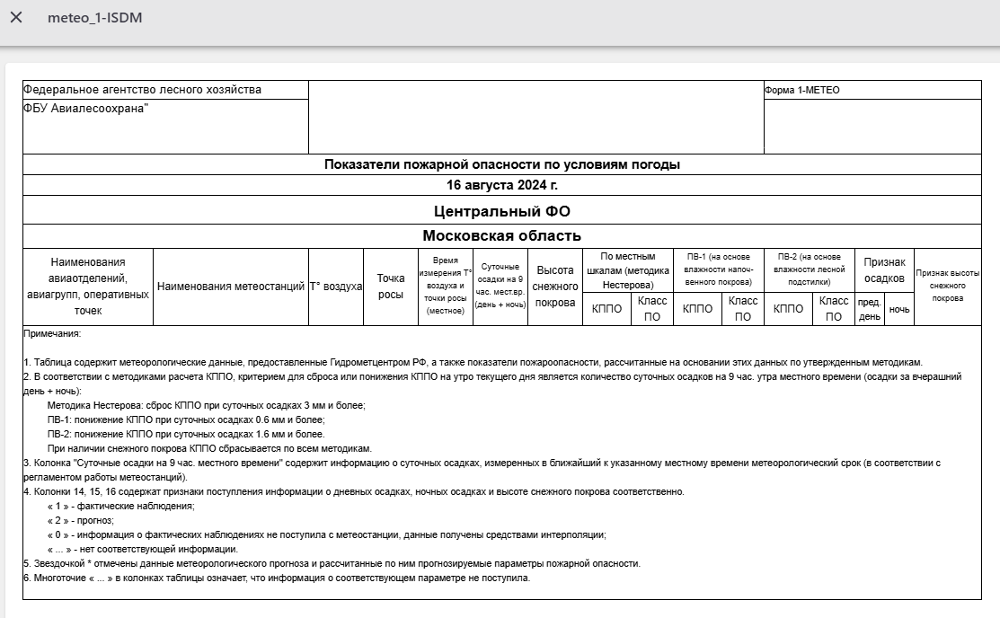 meteo_1-ISDM
Федеральное агентство лесного хозяйства
Форма 1-МЕТЕО
ФБУ Авиалесоохрана"
Показатели пожарной опасности по условиям погоды
16 августа 2024 г.
Центральный ФО
Московская область
Наименования
авиаотделений,
авиагрупп, оперативных
точек
Наименования метеостанций
Т° воздуха
Точка
росы
Время
измерения Т°
воздуха и
точки росы
(местное)
Суточные
осадки на 9
час. мест.вр.
(день + ночь)
Высота
снежного
покрова
По местным
шкалам (методика
Нестерова)
КППО
Класс
ПО
ПВ-1 (на основе
влажности напоч-
венного покрова)
КППО
Класс
ПО
ПВ-2 (на основе
влажности лесной
подстилки)
КППО
Класс
ПО
Признак
осадков
пред.
день
ночь
Признак высоты
снежного
покрова
Примечания:
1. Таблица содержит метеорологические данные, предоставленные Гидрометцентром РФ, а также показатели пожароопасности, рассчитанные на основании этих данных по утвержденным методикам.
2. В соответствии с методиками расчета КППО, критерием для сброса или понижения КППО на утро текущего дня является количество суточных осадков на 9 час. утра местного времени (осадки за вчерашний
день + ночь):
Методика Нестерова: сброс КППО при суточных осадках 3 мм и более;
ПВ-1: понижение КППО при суточных осадках 0.6 мм и более;
ПВ-2: понижение КППО при суточных осадках 1.6 мм и более.
При наличии снежного покрова КППО сбрасывается по всем методикам.
3. Колонка "Суточные осадки на 9 час. местного времени" содержит информацию о суточных осадках, измеренных в ближайший к указанному местному времени метеорологический срок (в соответствии с
регламентом работы метеостанций).
4. Колонки 14, 15, 16 содержат признаки поступления информации о дневных осадках, ночных осадках и высоте снежного покрова соответственно.
« 1 » - фактические наблюдения;
« 2 » - прогноз;
« 0 » - информация о фактических наблюдениях не поступила с метеостанции, данные получены средствами интерполяции;
« ... » - нет соответствующей информации.
5. Звездочкой * отмечены данные метеорологического прогноза и рассчитанные по ним прогнозируемые параметры пожарной опасности.
6. Многоточие « ... » в колонках таблицы означает, что информация о соответствующем параметре не поступила.